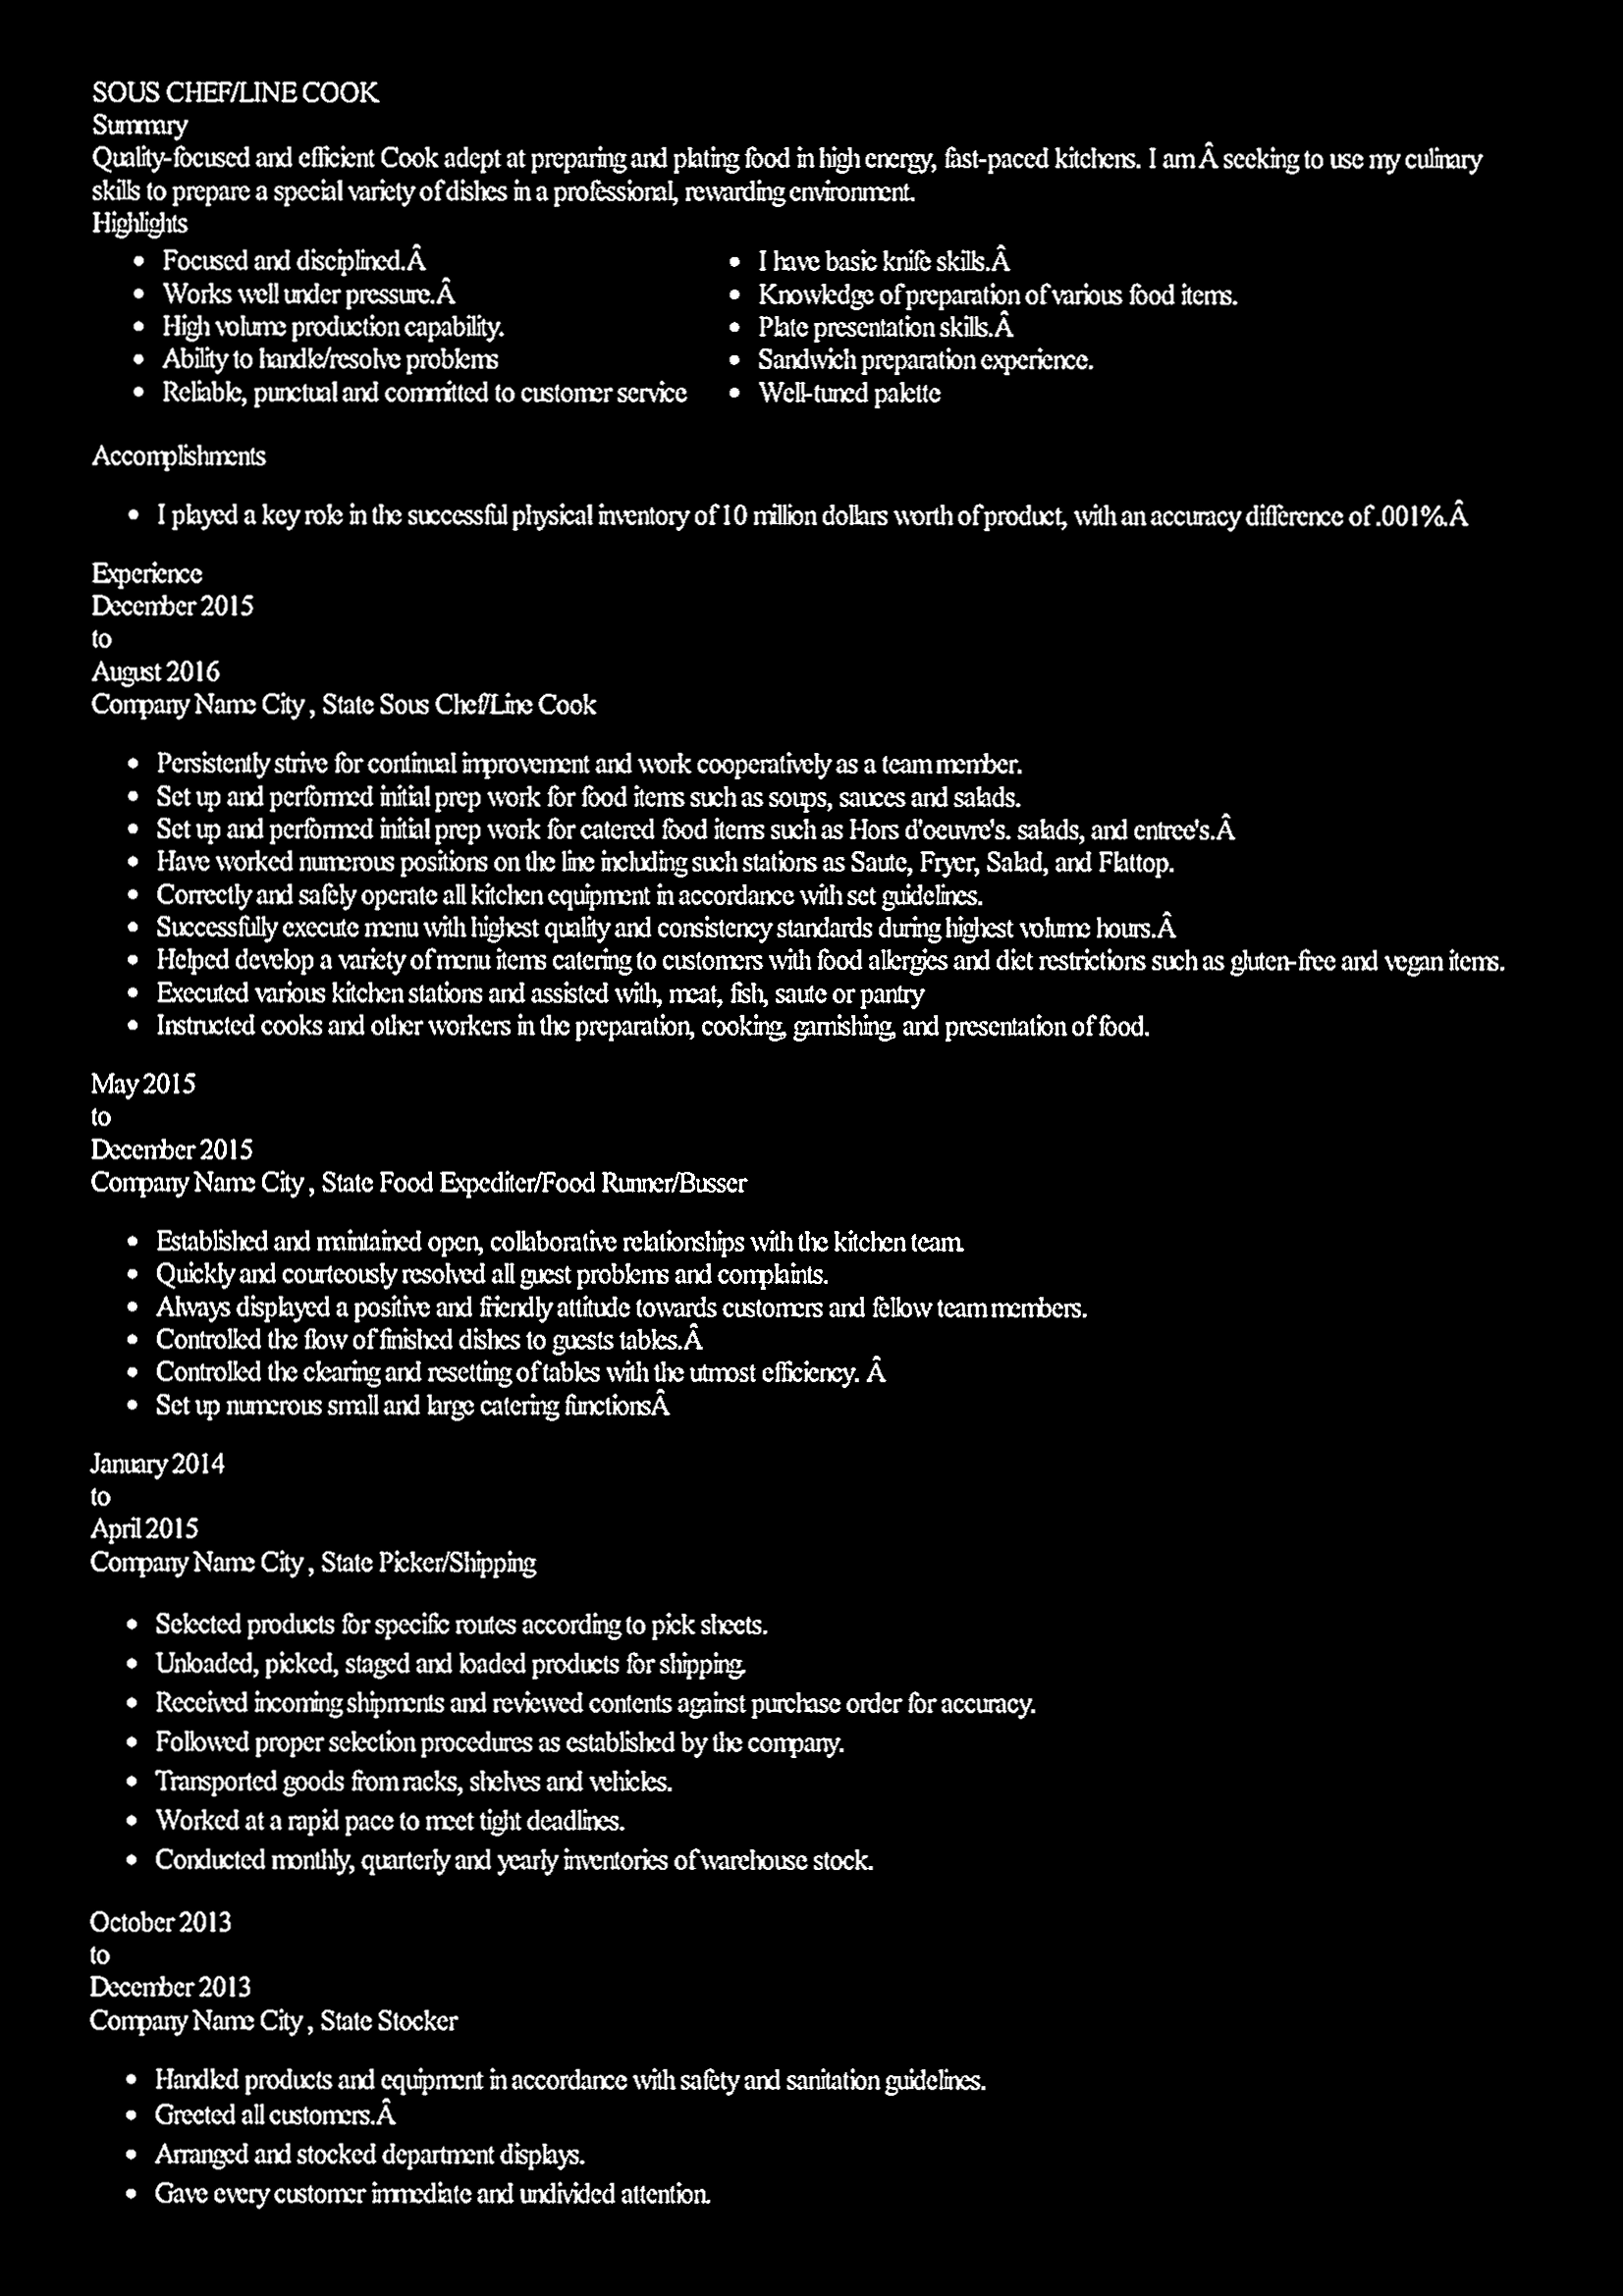 SOUS CHEF/LINE COOK
Summary
Quality-focused and efficient Cook adept at preparing and plating food in high energy, fast-paced kitchens. I am Â seeking to use my culinary
skills to prepare a special variety of dishes in a professional, rewarding environment.
Highlights
• Focused and disciplined.Â
• Works well under pressure.Â
• High volume production capability.
• Ability to handle/resolve problems
• Reliable, punctual and committed to customer service
• I have basic knife skills.Â
• Knowledge of preparation of various food items.
• Plate presentation skills.Â
• Sandwich preparation experience.
• Well-tuned palette
Accomplishments
• I played a key role in the successful physical inventory of 10 million dollars worth of product, with an accuracy difference of .001%.Â
Experience
December 2015
to
August 2016
Company Name City , State Sous Chef/Line Cook
• Persistently strive for continual improvement and work cooperatively as a team member.
• Set up and performed initial prep work for food items such as soups, sauces and salads.
• Set up and performed initial prep work for catered food items such as Hors d'oeuvre's. salads, and entree's.Â
• Have worked numerous positions on the line including such stations as Saute, Fryer, Salad, and Flattop.
• Correctly and safely operate all kitchen equipment in accordance with set guidelines.
• Successfully execute menu with highest quality and consistency standards during highest volume hours.Â
• Helped develop a variety of menu items catering to customers with food allergies and diet restrictions such as gluten-free and vegan items.
• Executed various kitchen stations and assisted with, meat, fish, saute or pantry
• Instructed cooks and other workers in the preparation, cooking, garnishing, and presentation of food.
May 2015
to
December 2015
Company Name City , State Food Expediter/Food Runner/Busser
• Established and maintained open, collaborative relationships with the kitchen team.
• Quickly and courteously resolved all guest problems and complaints.
• Always displayed a positive and friendly attitude towards customers and fellow team members.
• Controlled the flow of finished dishes to guests tables.Â
• Controlled the clearing and resetting of tables with the utmost efficiency. Â
• Set up numerous small and large catering functionsÂ
January 2014
to
April 2015
Company Name City , State Picker/Shipping
• Selected products for specific routes according to pick sheets.
• Unloaded, picked, staged and loaded products for shipping.
• Received incoming shipments and reviewed contents against purchase order for accuracy.
• Followed proper selection procedures as established by the company.
• Transported goods from racks, shelves and vehicles.
• Worked at a rapid pace to meet tight deadlines.
• Conducted monthly, quarterly and yearly inventories of warehouse stock.
October 2013
to
December 2013
Company Name City , State Stocker
• Handled products and equipment in accordance with safety and sanitation guidelines.
• Greeted all customers.Â
• Arranged and stocked department displays.
• Gave every customer immediate and undivided attention.